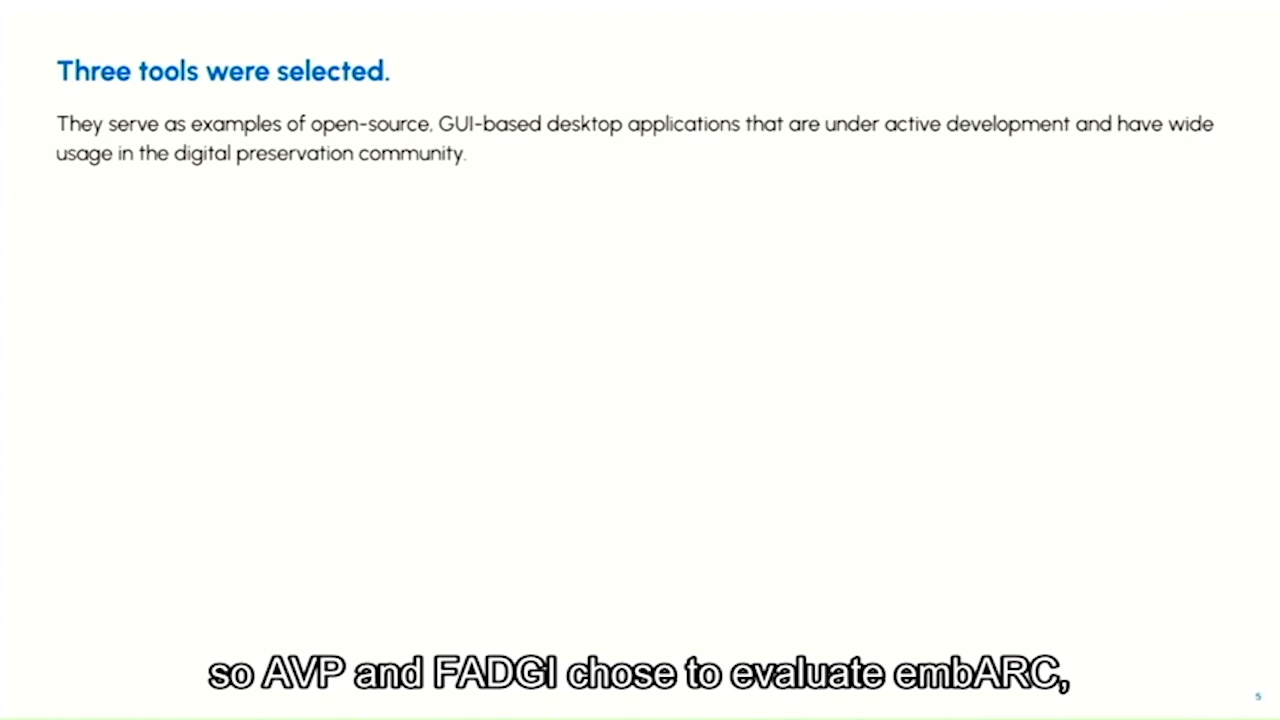 Three tools were selected.
They serve as examples of open-source, GUI-based desktop applications that are under active development and have wide
usage in the digital preservation community.
so AVP and FADGI chose to evaluate embARC,
5